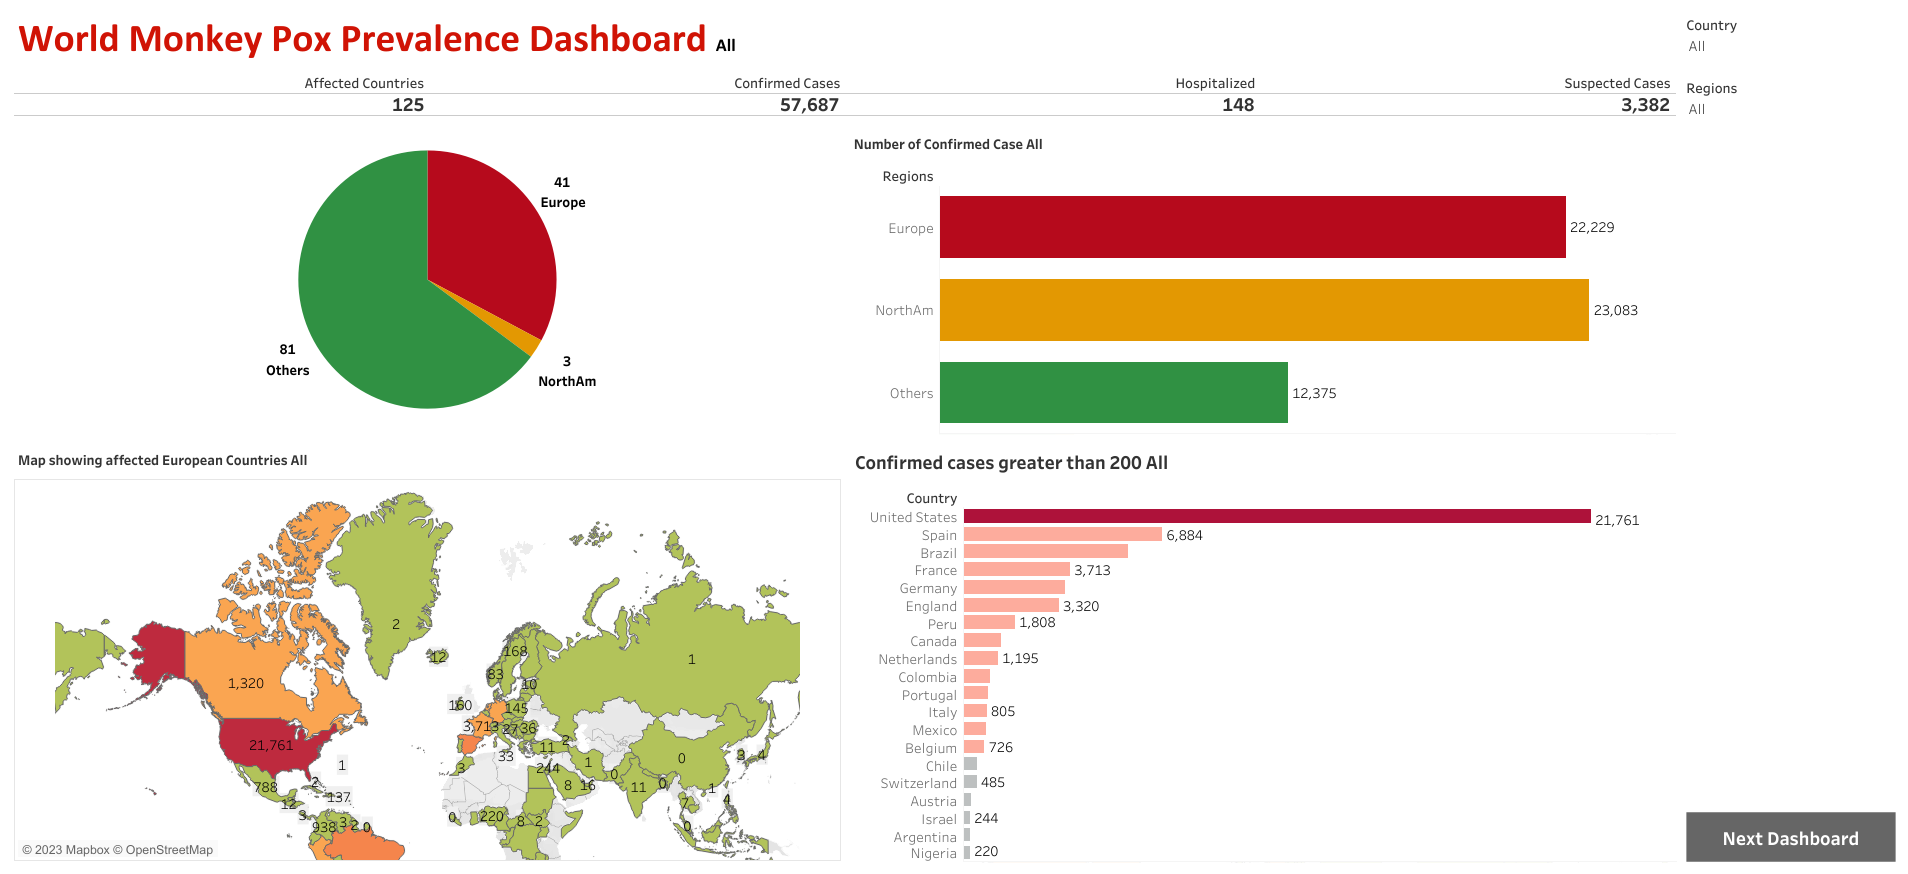 World Monkey Pox Prevalence Dashboard All
Country
All
Regions
All
Affected Countries
125
Confirmed Cases
57,687
Hospitalized
148
Suspected Cases
3,382
41
Europe
3
NorthAm
81
Others
Number of Confirmed Case All
Regions
Europe
22,229
NorthAm
23,083
Others
12,375
Map showing affected European Countries All
2
12
168
1
83
10
1,320
160
145
3,713
27
36
21,761
11
2
33
1
3
244
1
0
0
3
4
788
2
137
8
16
11
0
1
12
7
4
3
938
3
2
0
0
220
8
2
0
© 2023 Mapbox © OpenStreetMap
Confirmed cases greater than 200 All
Country
United States
21,761
Spain
6,884
Brazil
France
3,713
Germany
England
3,320
Peru
1,808
Canada
Netherlands
1,195
Colombia
Portugal
Italy
805
Mexico
Belgium
726
Chile
Switzerland
485
Austria
Israel
244
Argentina
Nigeria
220
Next Dashboard